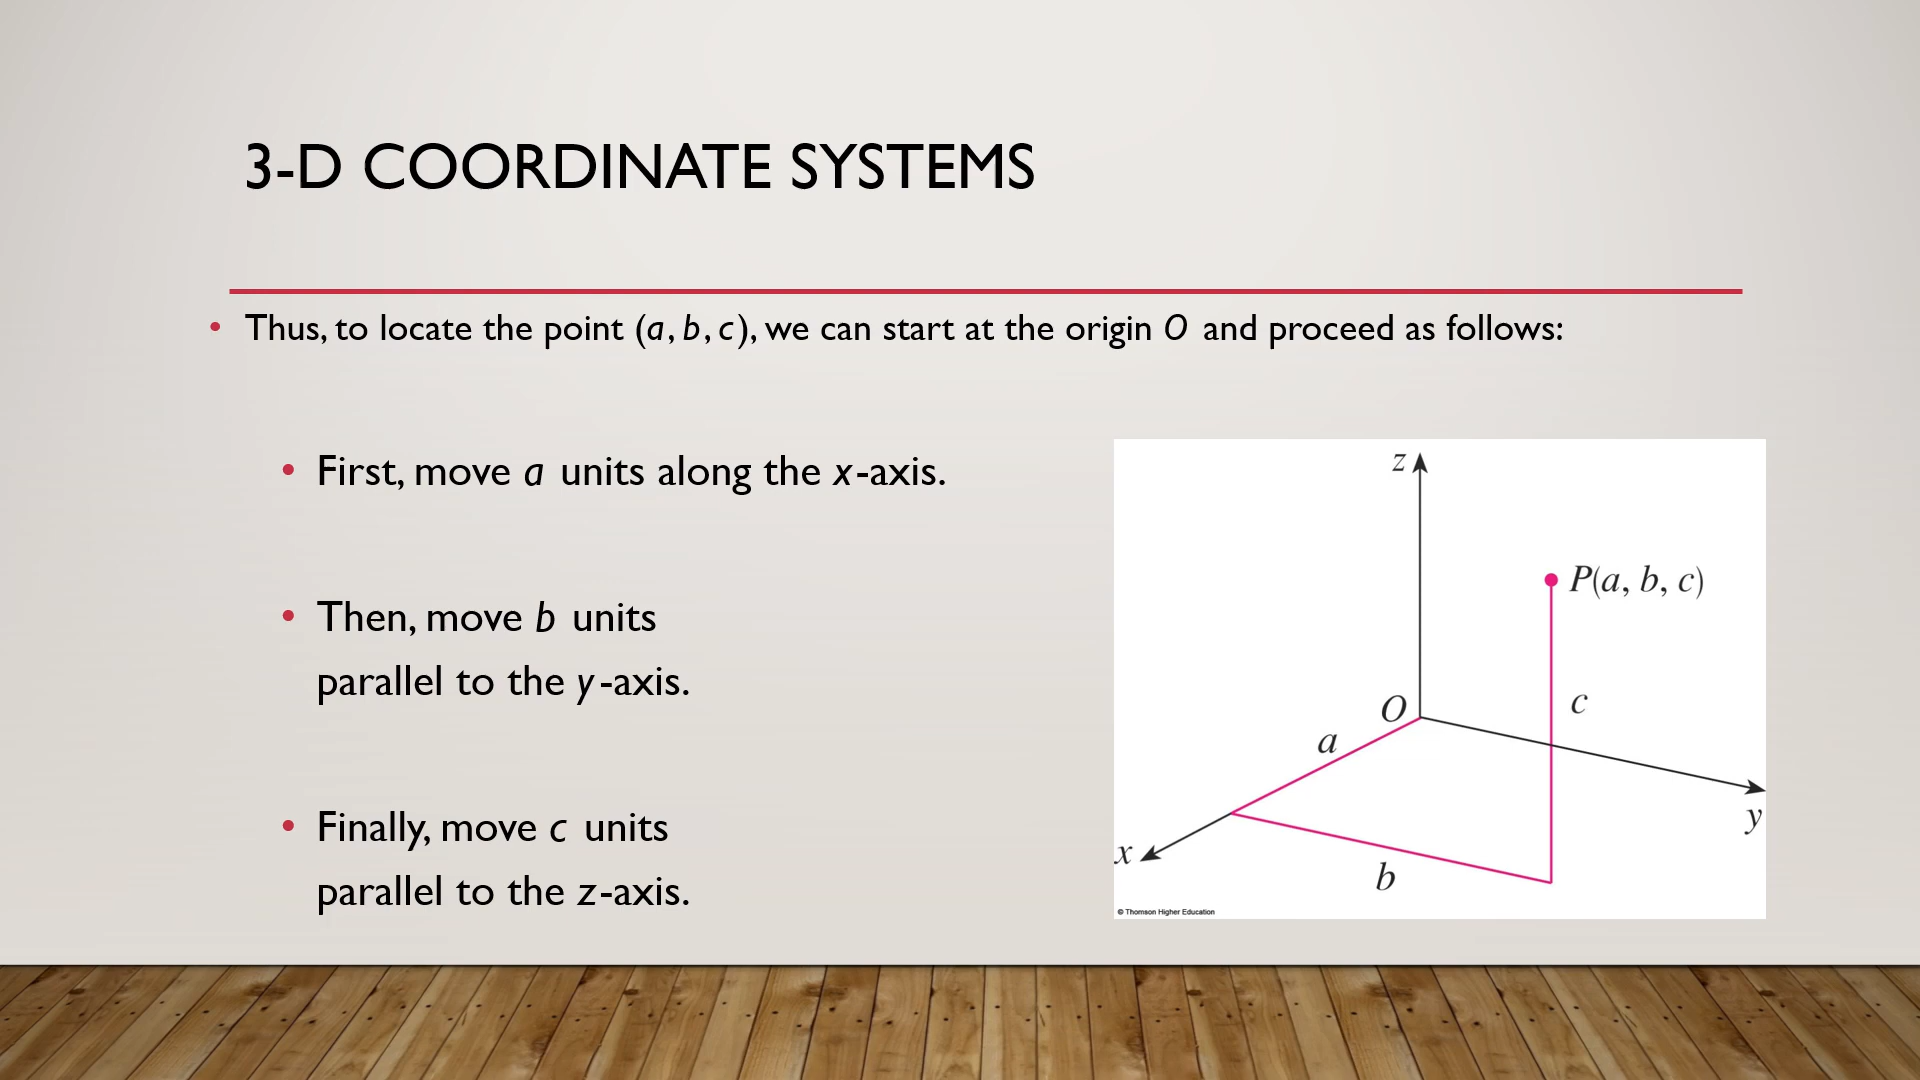 3-D COORDINATE SYSTEMS
• Thus, to locate the point (a, b, c), we can start at the origin O and proceed as follows:
• First, move a units along the x-axis.
• Then, move b units
parallel to the y-axis.
• Finally, move c units
parallel to the z-axis.
z
P(a, b, c)
O
c
a
y
x
b
© Thomson Higher Education